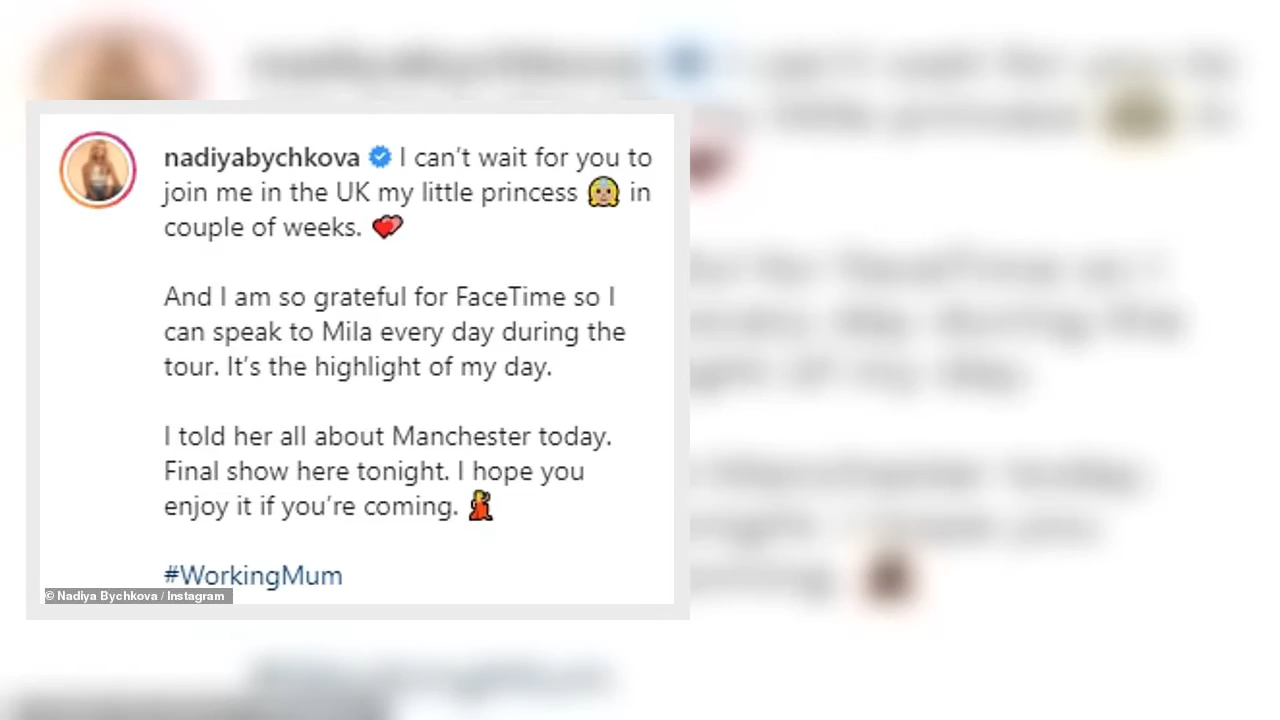 nadiyabychkova I can't wait for you to
join me in the UK my little princess 👸🏼 in
couple of weeks. 💕
And I am so grateful for FaceTime so I
can speak to Mila every day during the
tour. It's the highlight of my day.
I told her all about Manchester today.
Final show here tonight. I hope you
enjoy it if you're coming. 💃
#WorkingMum
© Nadiya Bychkova / Instagram